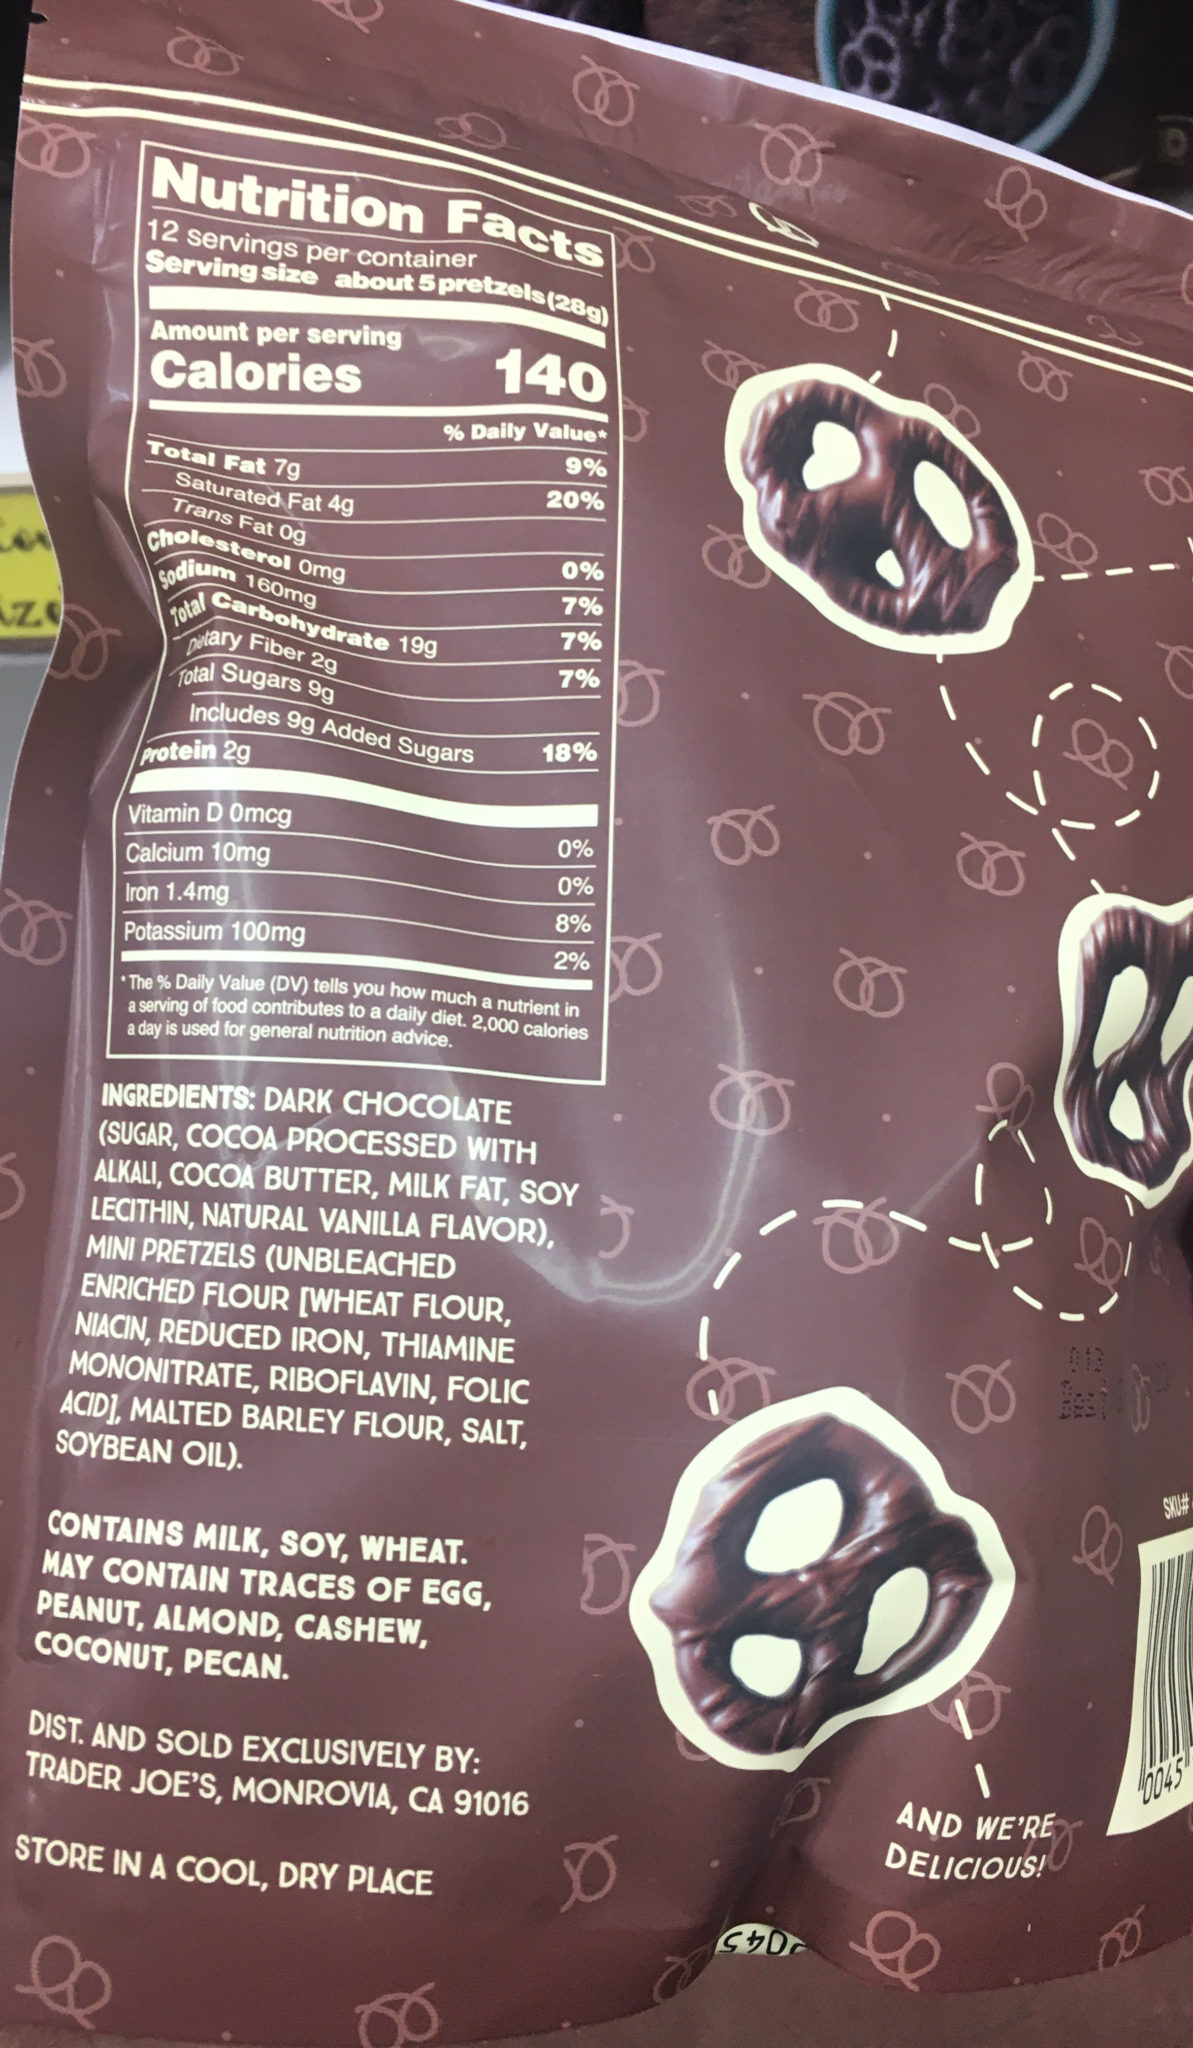 Nutrition Facts
12 servings per container
Serving size about 5 pretzels (28g)
Amount per serving
Calories 140
% Daily Value*
Total Fat 7g 9%
Saturated Fat 4g 20%
Trans Fat 0g
Cholesterol 0mg 0%
Sodium 160mg 7%
Total Carbohydrate 19g 7%
Dietary Fiber 2g 7%
Total Sugars 9g
Includes 9g Added Sugars 18%
Protein 2g
Vitamin D 0mcg 0%
Calcium 10mg 0%
Iron 1.4mg 8%
Potassium 100mg 2%
*The % Daily Value (DV) tells you how much a nutrient in
a serving of food contributes to a daily diet. 2,000 calories
a day is used for general nutrition advice.
INGREDIENTS: DARK CHOCOLATE
(SUGAR, COCOA PROCESSED WITH
ALKALI, COCOA BUTTER, MILK FAT, SOY
LECITHIN, NATURAL VANILLA FLAVOR),
MINI PRETZELS (UNBLEACHED
ENRICHED FLOUR [WHEAT FLOUR,
NIACIN, REDUCED IRON, THIAMINE
MONONITRATE, RIBOFLAVIN, FOLIC
ACID], MALTED BARLEY FLOUR, SALT,
SOYBEAN OIL).
CONTAINS MILK, SOY, WHEAT.
MAY CONTAIN TRACES OF EGG,
PEANUT, ALMOND, CASHEW,
COCONUT, PECAN.
DIST. AND SOLD EXCLUSIVELY BY:
TRADER JOE'S, MONROVIA, CA 91016
STORE IN A COOL, DRY PLACE
AND WE'RE
DELICIOUS!
SKU#
0045